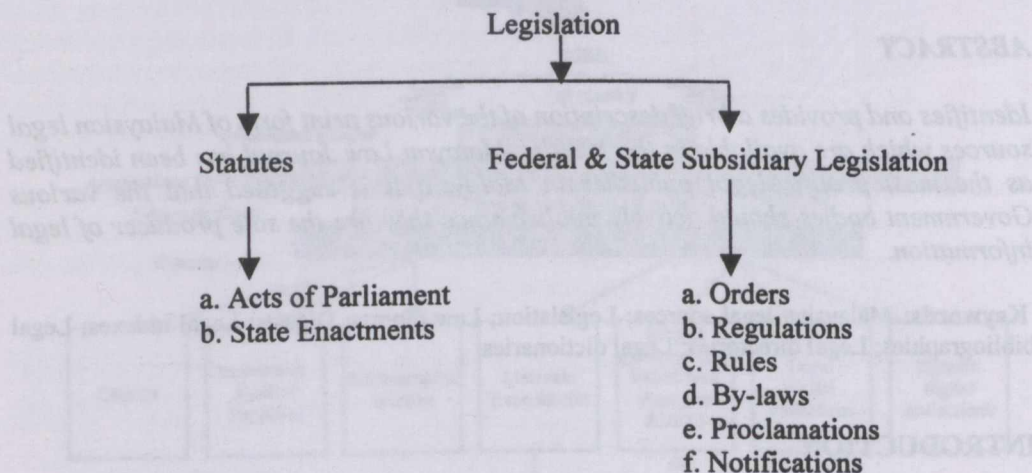 Legislation
Statutes
Federal & State Subsidiary Legislation
a. Acts of Parliament
b. State Enactments
a. Orders
b. Regulations
c. Rules
d. By-laws
e. Proclamations
f. Notifications